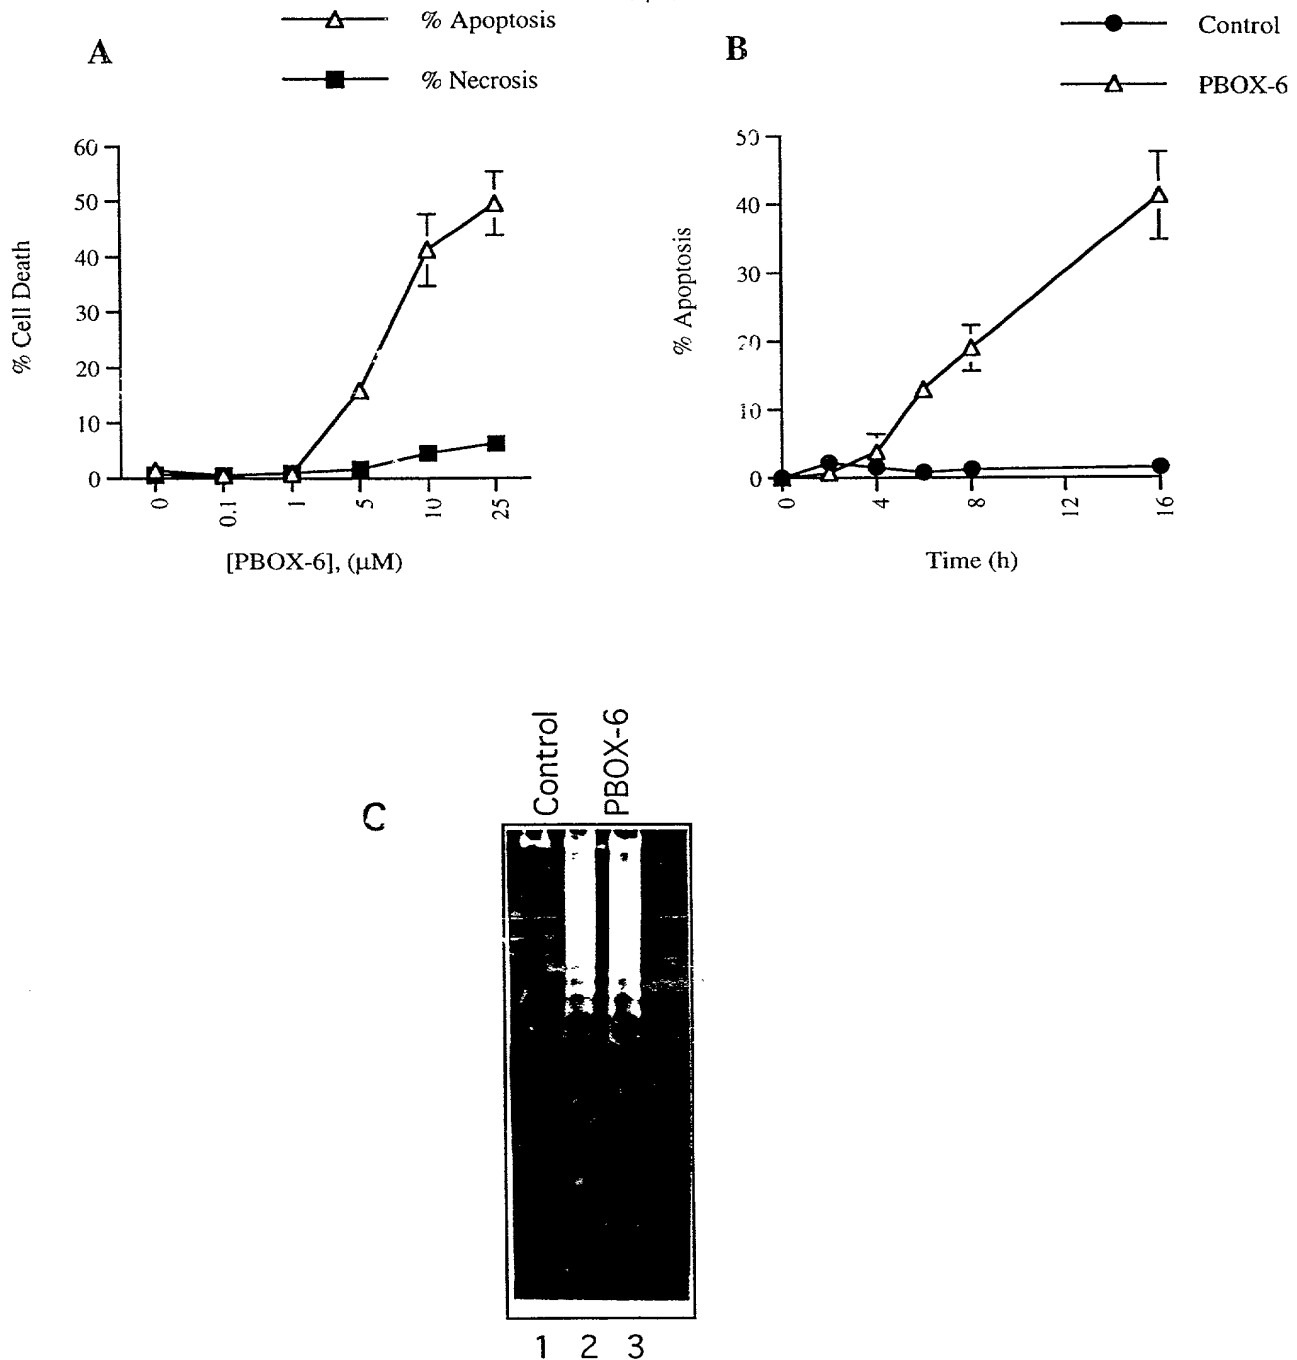 A
% Apoptosis
% Necrosis
60
50
40
30
20
10
0
% Cell Death
0
0.1
1
5
10
25
[PBOX-6], (μM)
B
Control
PBOX-6
50
40
30
20
10
0
% Apoptosis
0
4
8
12
16
Time (h)
C
Control
PBOX-6
1 2 3